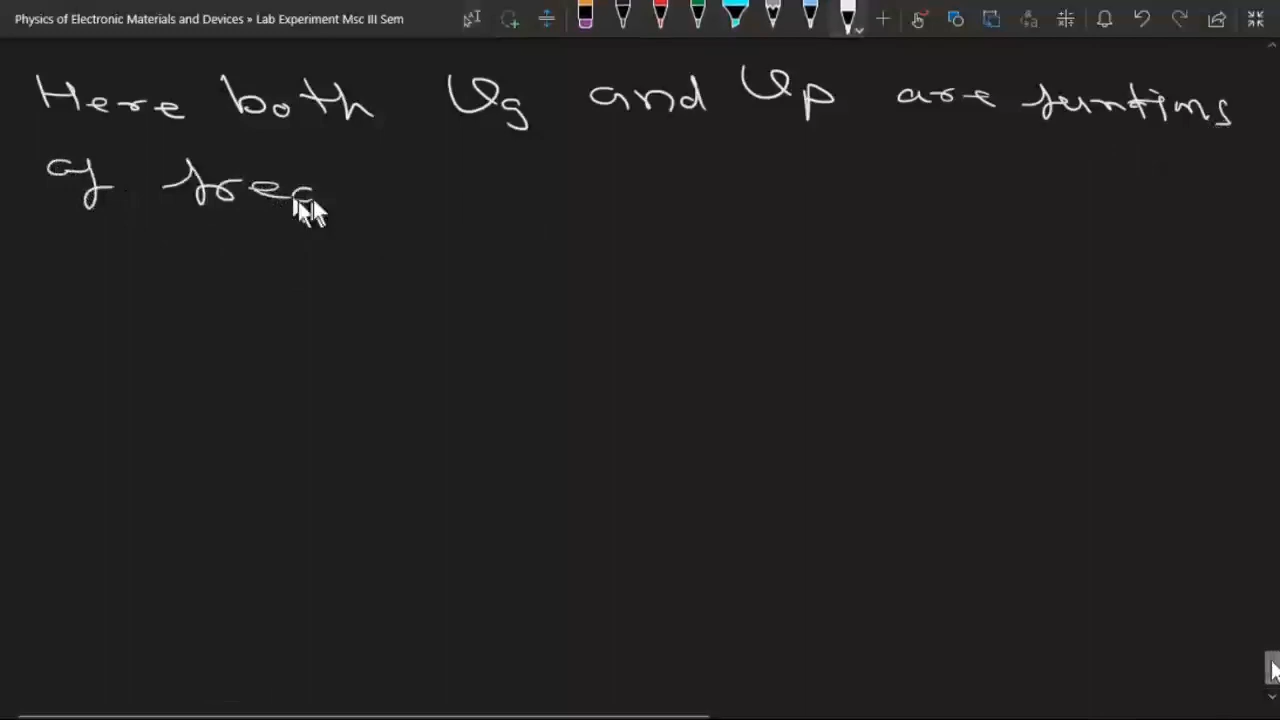 Physics of Electronic Materials and Devices » Lab Experiment Msc III Sem
Here both Vg and Vp are funtions
of